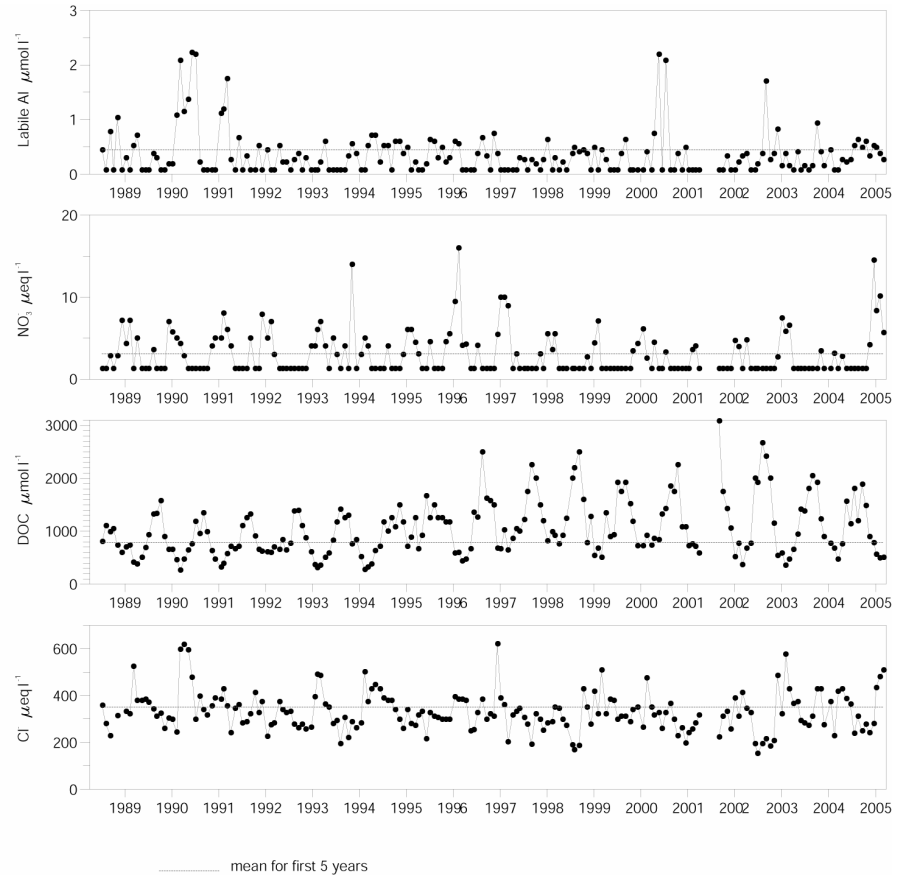 3
2
1
0
Labile Al μmol l⁻¹
1989 1990 1991 1992 1993 1994 1995 1996 1997 1998 1999 2000 2001 2002 2003 2004 2005
20
10
0
NO₃⁻ μeq l⁻¹
1989 1990 1991 1992 1993 1994 1995 1996 1997 1998 1999 2000 2001 2002 2003 2004 2005
3000
2000
1000
0
DOC μmol l⁻¹
1989 1990 1991 1992 1993 1994 1995 1996 1997 1998 1999 2000 2001 2002 2003 2004 2005
600
400
200
0
Cl⁻ μeq l⁻¹
1989 1990 1991 1992 1993 1994 1995 1996 1997 1998 1999 2000 2001 2002 2003 2004 2005
mean for first 5 years